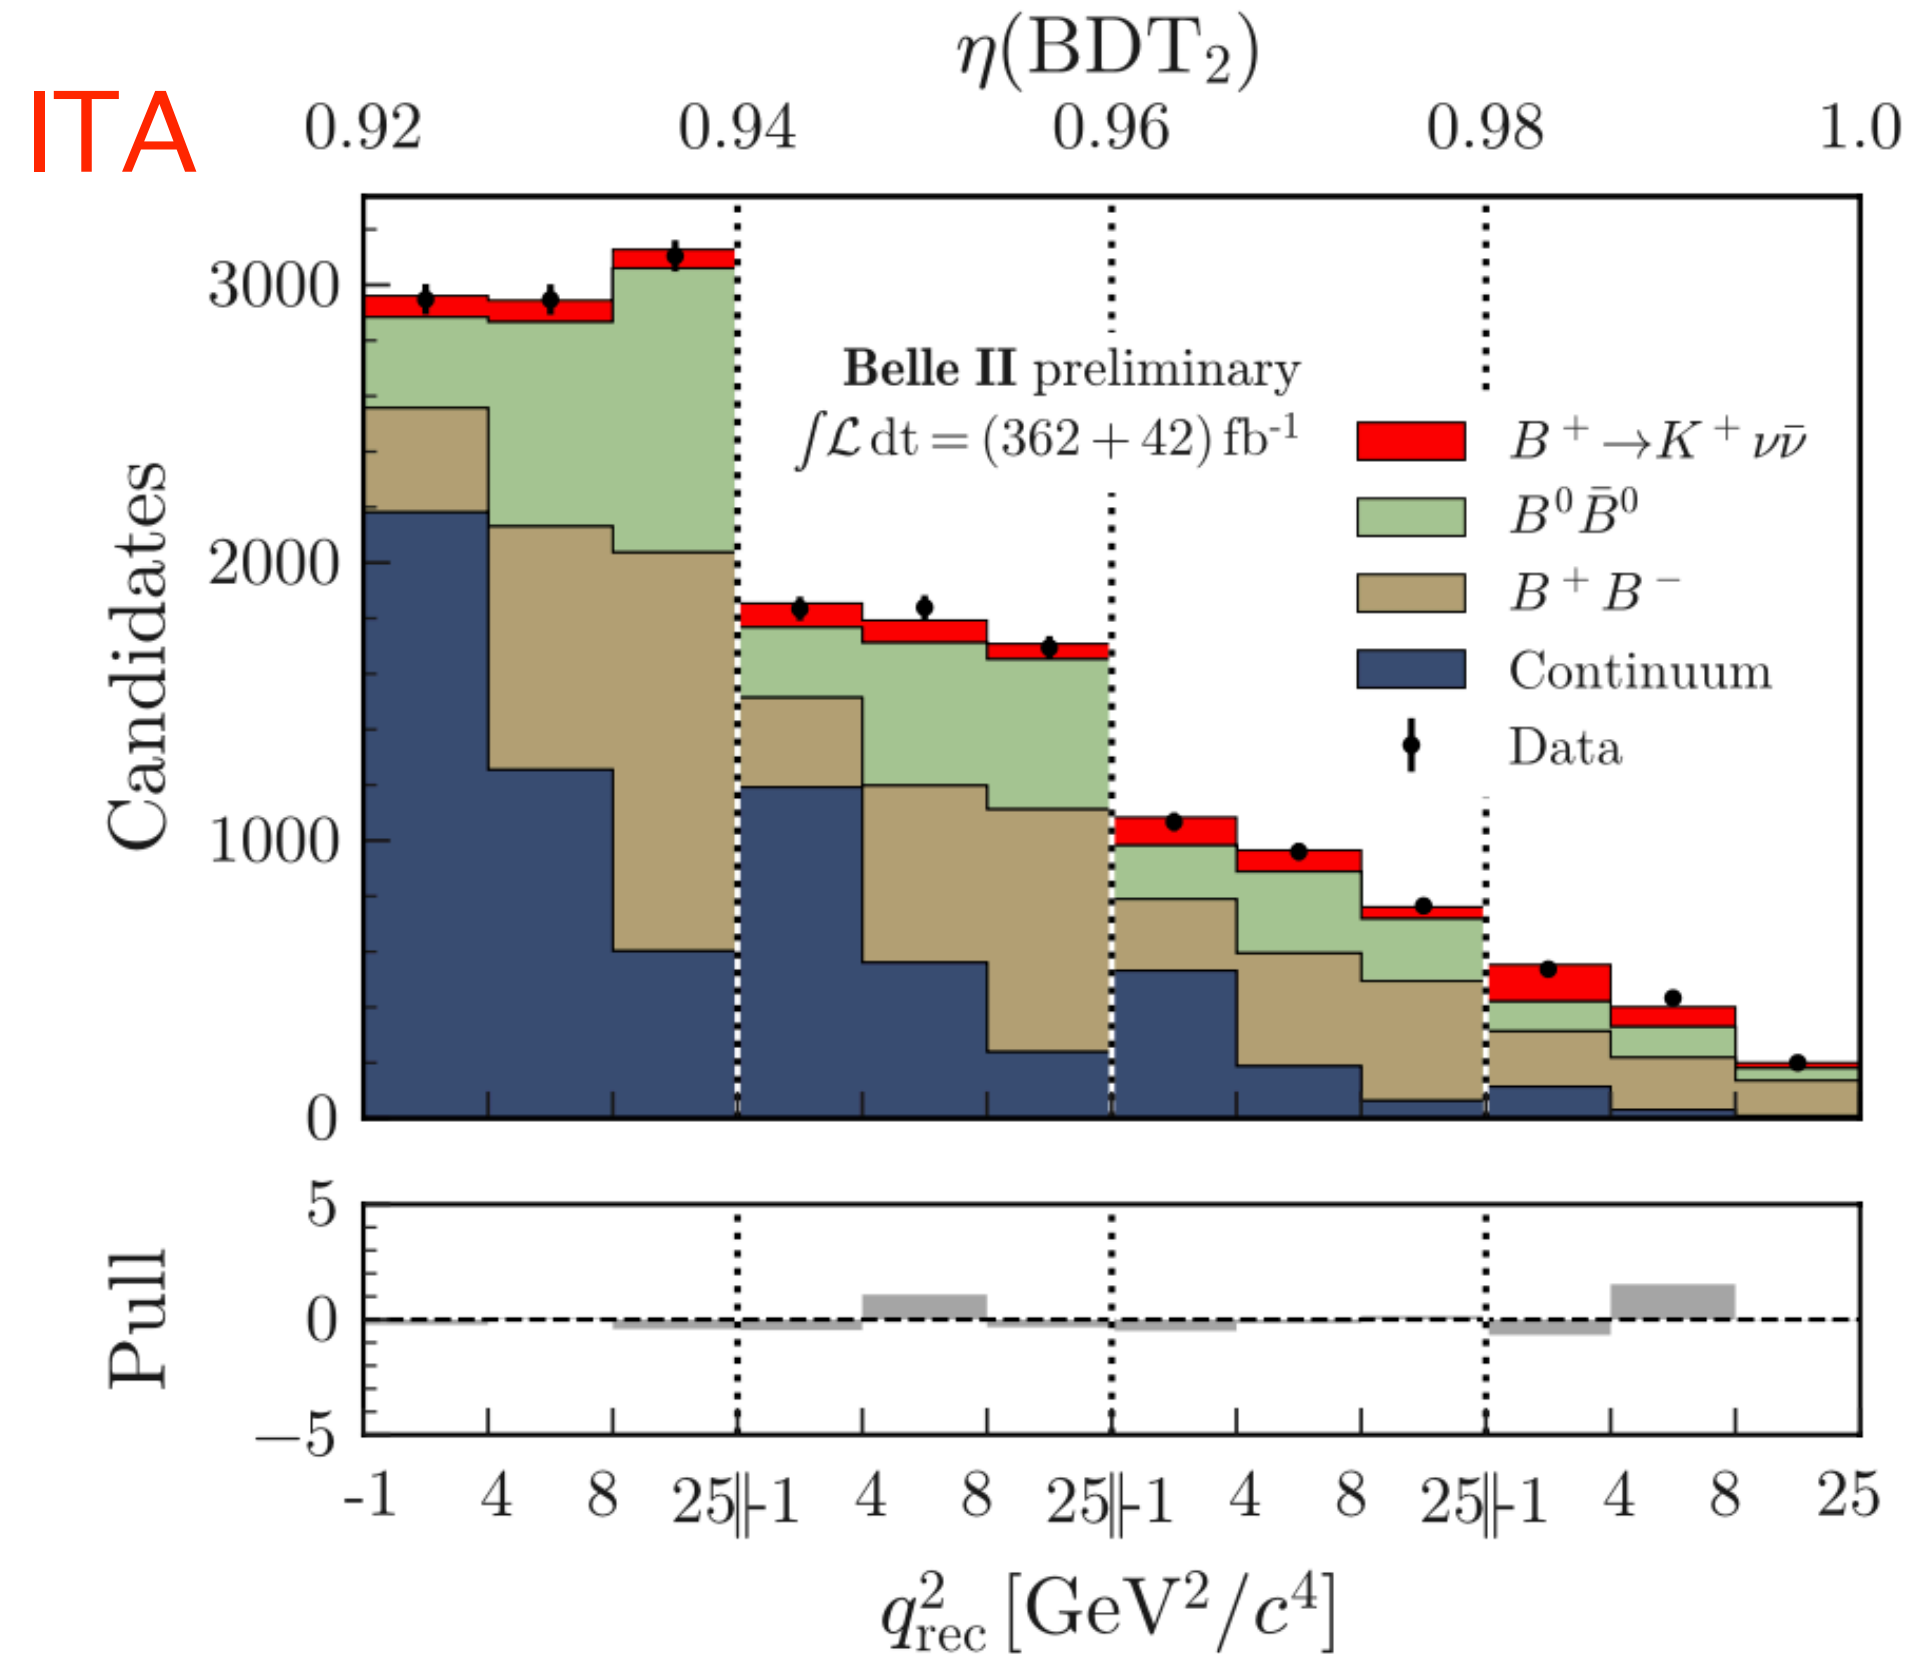 η(BDT₂)
ITA
0.92 0.94 0.96 0.98 1.0
Candidates
3000
2000
1000
0
Belle II preliminary
∫ℒ dt = (362 + 42) fb⁻¹
B⁺→K⁺νν̄
B⁰B̄⁰
B⁺B⁻
Continuum
Data
Pull
5
0
−5
-1 4 8 25||-1 4 8 25||-1 4 8 25||-1 4 8 25
q²rec [GeV²/c⁴]